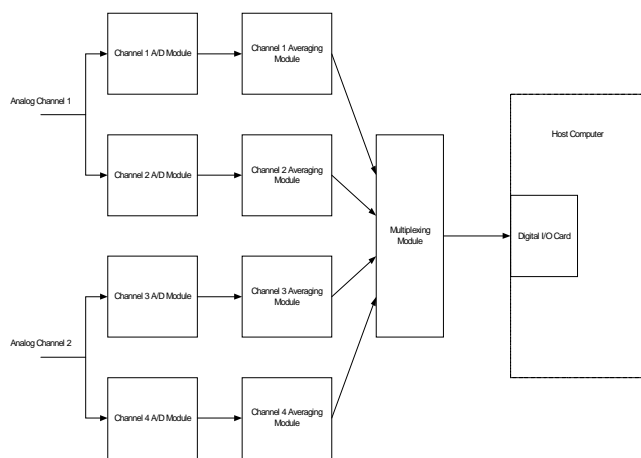 Channel 1 A/D Module
Channel 1 Averaging
Module
Analog Channel 1
Channel 2 A/D Module
Channel 2 Averaging
Module
Multiplexing
Module
Host Computer
Digital I/O Card
Channel 3 A/D Module
Channel 3 Averaging
Module
Analog Channel 2
Channel 4 A/D Module
Channel 4 Averaging
Module